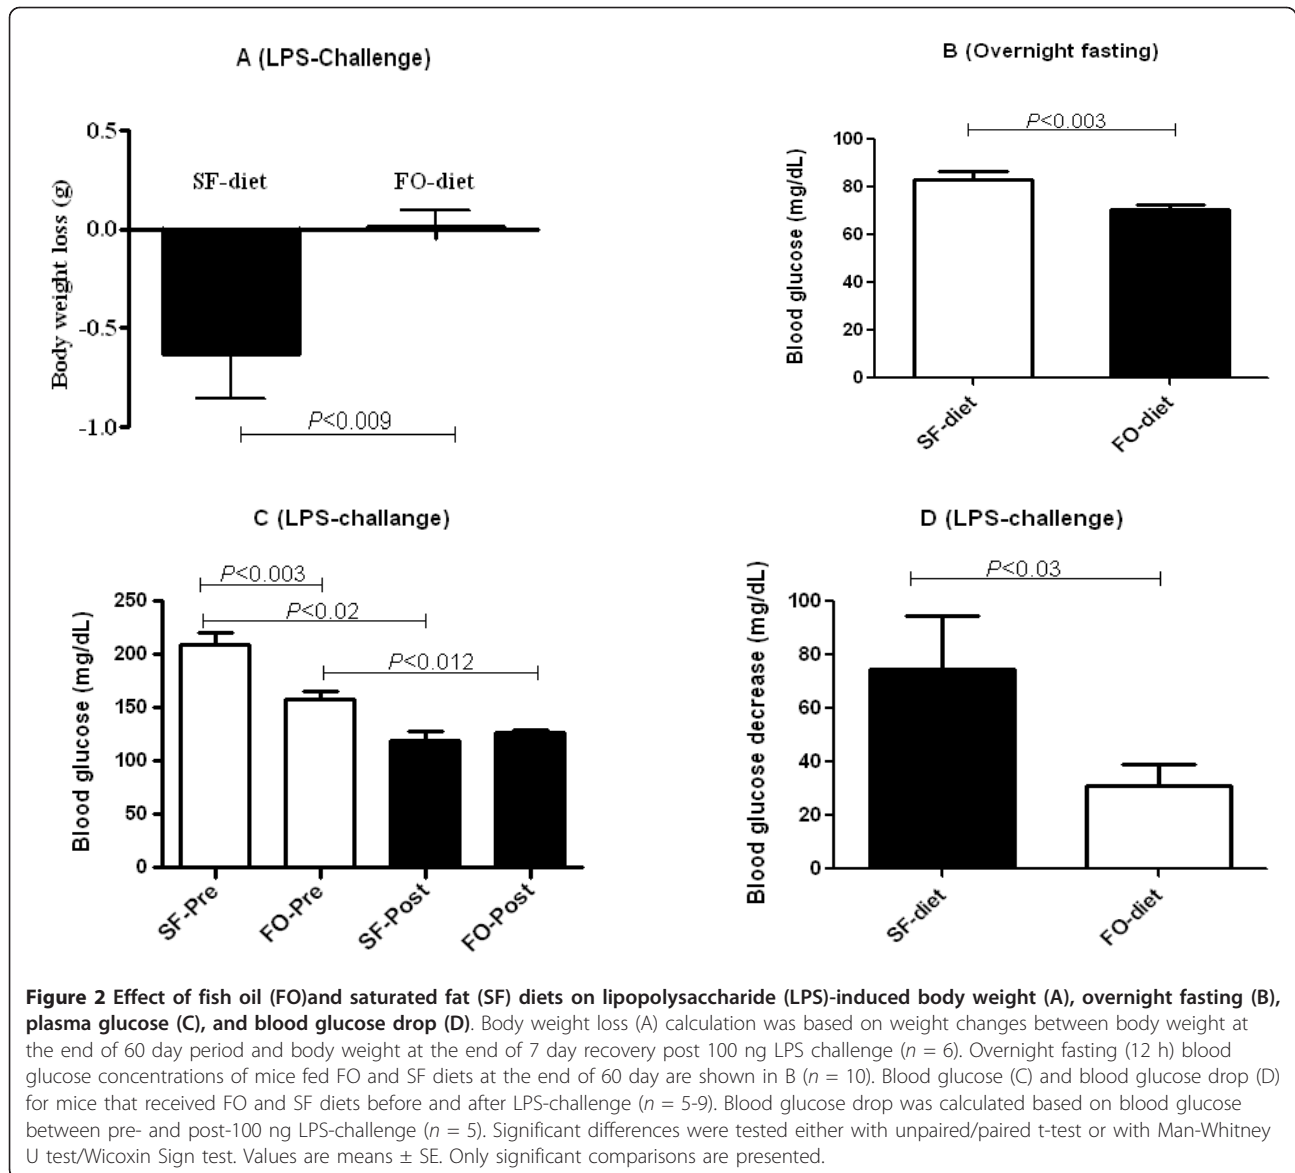 A (LPS-Challenge)
0.5
0.0
-0.5
-1.0
Body weight loss (g)
SF-diet
FO-diet
P<0.009
B (Overnight fasting)
P<0.003
100
80
60
40
20
0
Blood glucose (mg/dL)
SF-diet
FO-diet
C (LPS-challange)
P<0.003
P<0.02
P<0.012
250
200
150
100
50
0
Blood glucose (mg/dL)
SF-Pre
FO-Pre
SF-Post
FO-Post
D (LPS-challenge)
P<0.03
100
80
60
40
20
0
Blood glucose decrease (mg/dL)
SF-diet
FO-diet
Figure 2 Effect of fish oil (FO)and saturated fat (SF) diets on lipopolysaccharide (LPS)-induced body weight (A), overnight fasting (B),
plasma glucose (C), and blood glucose drop (D). Body weight loss (A) calculation was based on weight changes between body weight at
the end of 60 day period and body weight at the end of 7 day recovery post 100 ng LPS challenge (n = 6). Overnight fasting (12 h) blood
glucose concentrations of mice fed FO and SF diets at the end of 60 day are shown in B (n = 10). Blood glucose (C) and blood glucose drop (D)
for mice that received FO and SF diets before and after LPS-challenge (n = 5-9). Blood glucose drop was calculated based on blood glucose
between pre- and post-100 ng LPS-challenge (n = 5). Significant differences were tested either with unpaired/paired t-test or with Man-Whitney
U test/Wicoxin Sign test. Values are means ± SE. Only significant comparisons are presented.